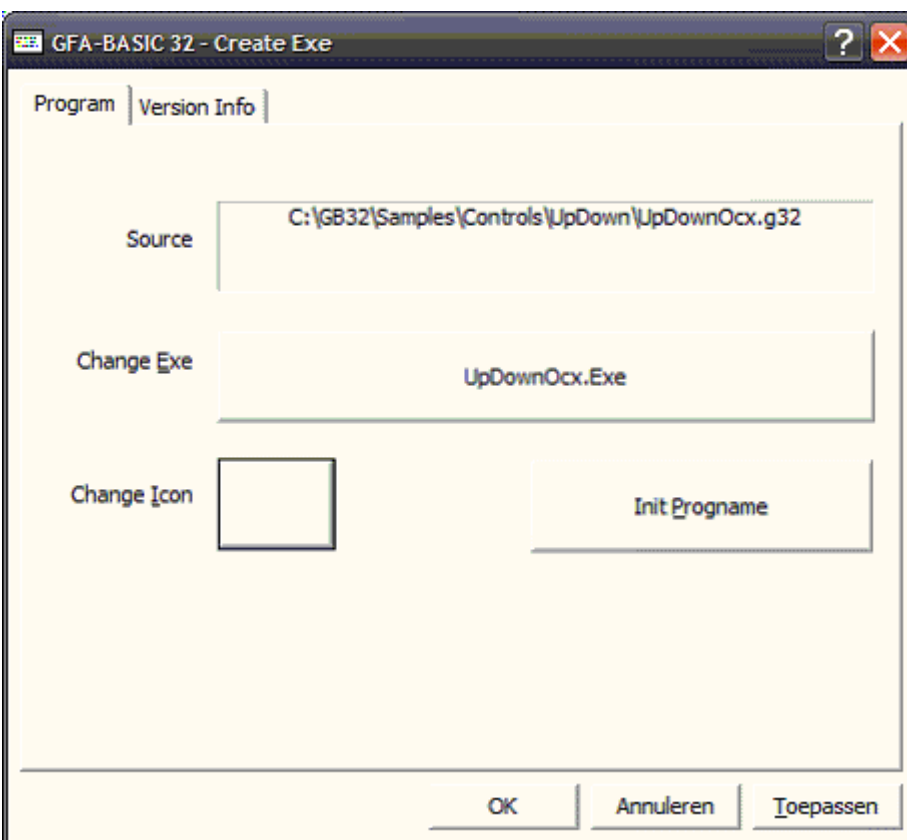 GFA-BASIC 32 - Create Exe
Program
Version Info
Source
C:\GB32\Samples\Controls\UpDown\UpDownOcx.g32
Change Exe
UpDownOcx.Exe
Change Icon
Init Progname
OK
Annuleren
Toepassen